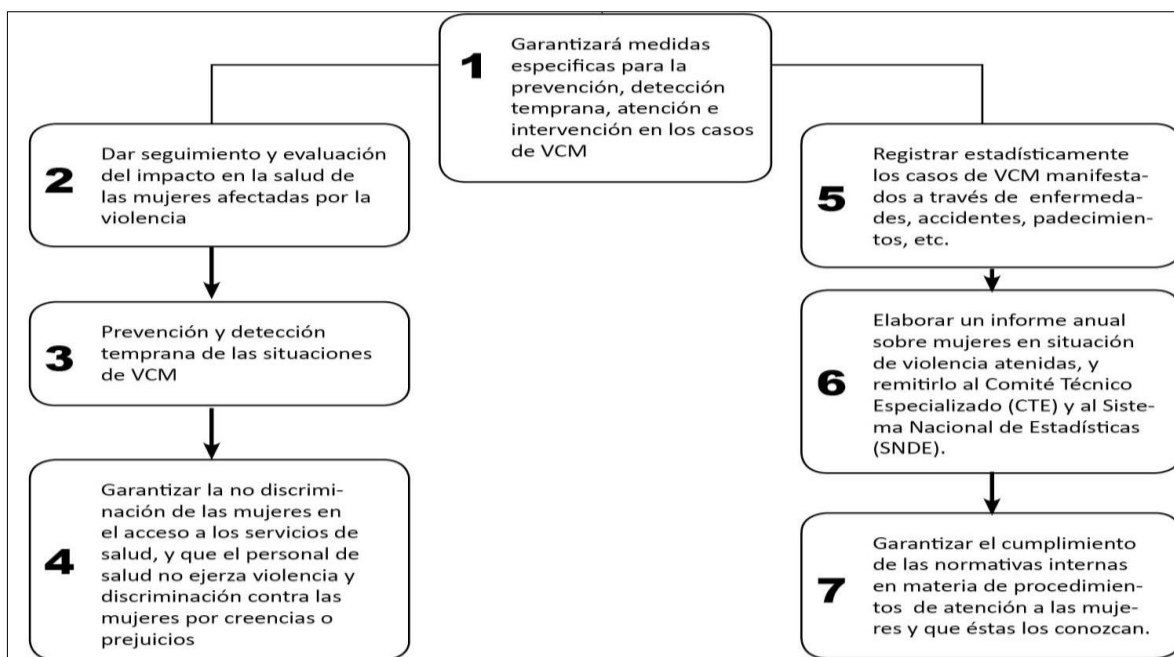 1
Garantizará medidas
especificas para la
prevención, detección
temprana, atención e
intervención en los casos
de VCM
2
Dar seguimiento y evaluación
del impacto en la salud de
las mujeres afectadas por la
violencia
3
Prevención y detección
temprana de las situaciones
de VCM
4
Garantizar la no discrimi-
nación de las mujeres en
el acceso a los servicios de
salud, y que el personal de
salud no ejerza violencia y
discriminación contra las
mujeres por creencias o
prejuicios
5
Registrar estadísticamente
los casos de VCM manifesta-
dos a través de enfermeda-
des, accidentes, padecimien-
tos, etc.
6
Elaborar un informe anual
sobre mujeres en situación
de violencia atenidas, y
remitirlo al Comité Técnico
Especializado (CTE) y al Siste-
ma Nacional de Estadísticas
(SNDE).
7
Garantizar el cumplimiento
de las normativas internas
en materia de procedimien-
tos de atención a las muje-
res y que éstas los conozcan.